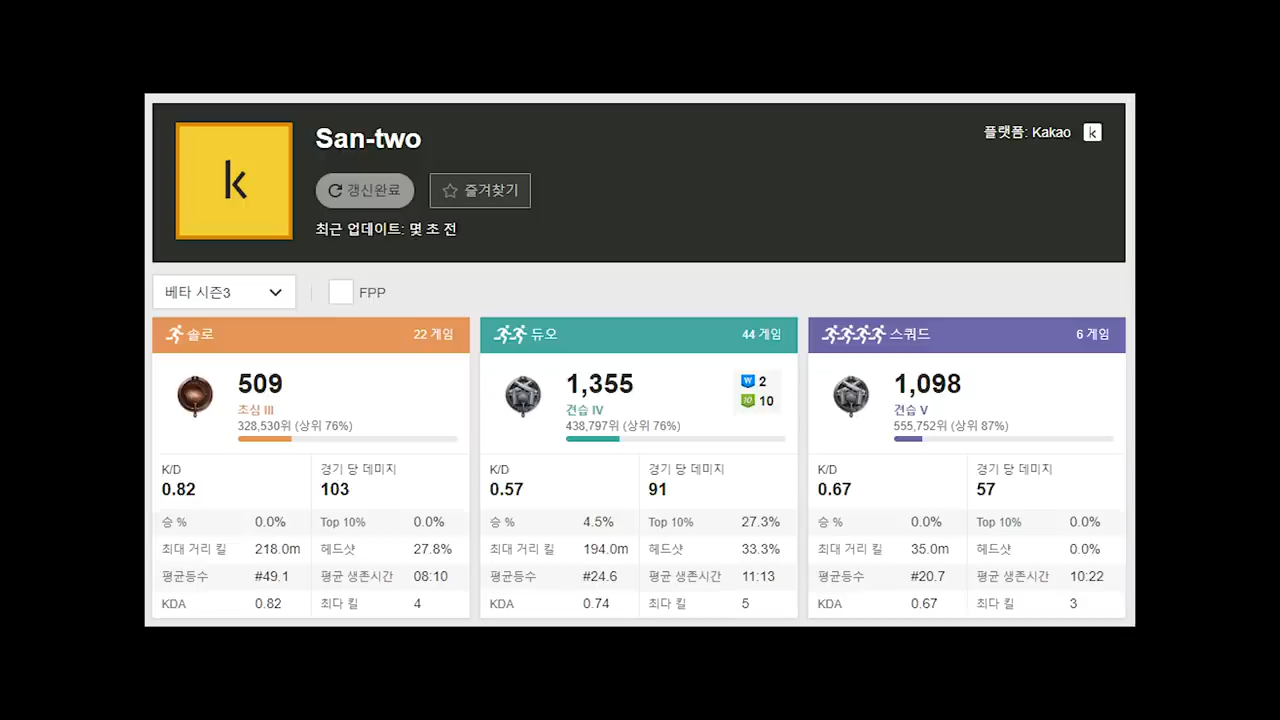 k
San-two
플랫폼: Kakao k
갱신완료
즐겨찾기
최근 업데이트: 몇 초 전
베타 시즌3
FPP
솔로 22 게임
509
초심 III
328,530위 (상위 76%)
K/D 경기 당 데미지
0.82 103
승 % 0.0% Top 10% 0.0%
최대 거리 킬 218.0m 헤드샷 27.8%
평균등수 #49.1 평균 생존시간 08:10
KDA 0.82 최다 킬 4
듀오 44 게임
1,355
W 2
10 10
견습 IV
438,797위 (상위 76%)
K/D 경기 당 데미지
0.57 91
승 % 4.5% Top 10% 27.3%
최대 거리 킬 194.0m 헤드샷 33.3%
평균등수 #24.6 평균 생존시간 11:13
KDA 0.74 최다 킬 5
스쿼드 6 게임
1,098
견습 V
555,752위 (상위 87%)
K/D 경기 당 데미지
0.67 57
승 % 0.0% Top 10% 0.0%
최대 거리 킬 35.0m 헤드샷 0.0%
평균등수 #20.7 평균 생존시간 10:22
KDA 0.67 최다 킬 3